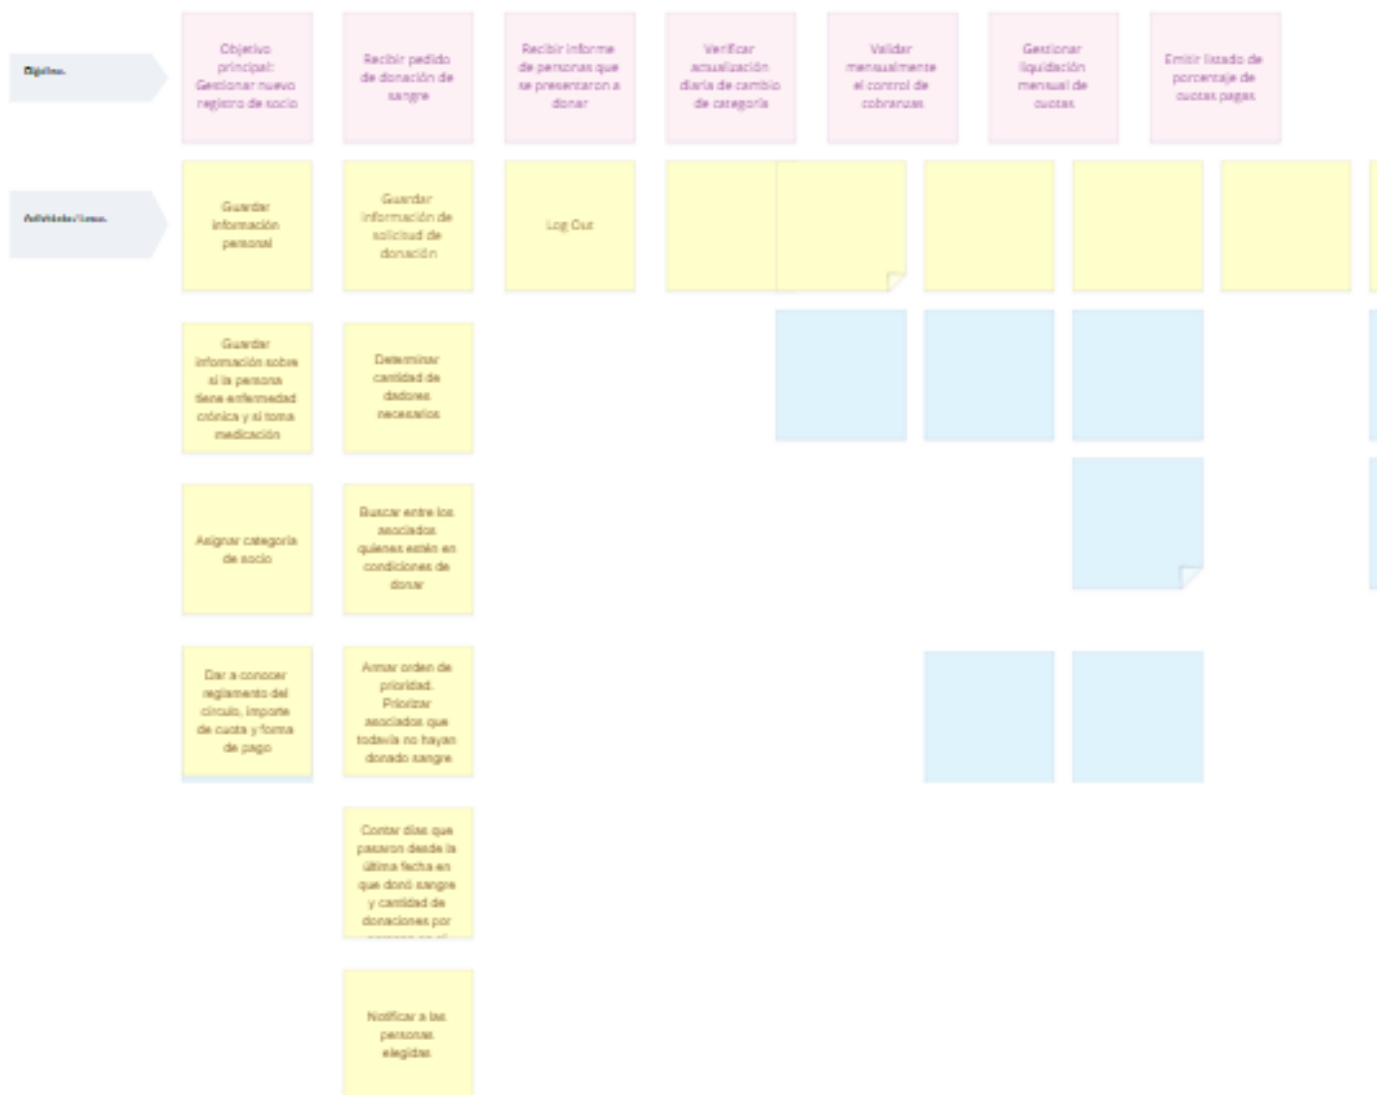 Objetivo
principal:
Gestionar nuevo
registro de socio
Recibir pedido
de donación de
sangre
Recibir informe
de personas que
se presentaron a
donar
Verificar
actualización
diaria de cambio
de categoría
Validar
mensualmente
el control de
cobranzas
Gestionar
liquidación
mensual de
cuotas
Emitir listado de
porcentaje de
cuotas pagas
Guardar
información
personal
Guardar
información de
solicitud de
donación
Log Out
Guardar
información sobre
si la persona
tiene enfermedad
crónica y si toma
medicación
Determinar
cantidad de
dadores
necesarios
Asignar categoría
de socio
Buscar entre los
asociados
quienes estén en
condiciones de
donar
Dar a conocer
reglamento del
círculo, importe
de cuota y forma
de pago
Armar orden de
prioridad.
Priorizar
asociados que
todavía no hayan
donado sangre
Contar días que
pasaron desde la
última fecha en
que donó sangre
y cantidad de
donaciones por
Notificar a las
personas
elegidas